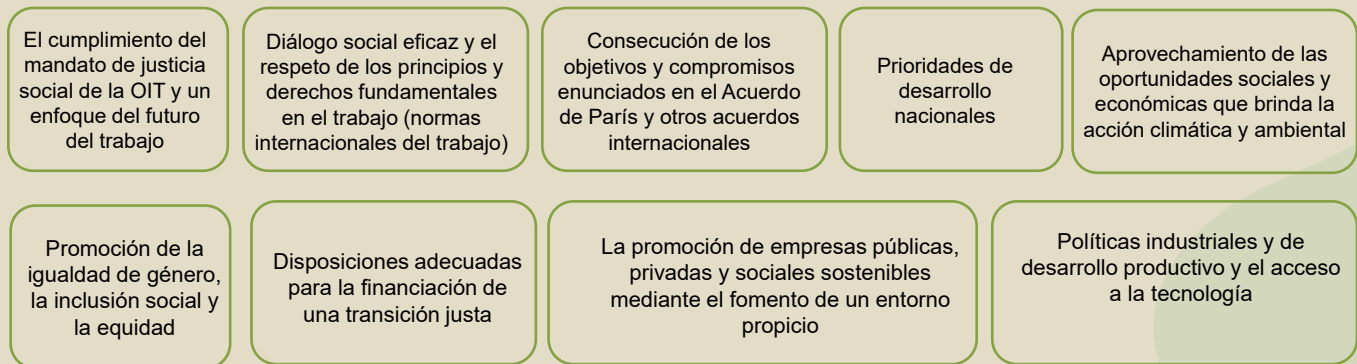 El cumplimiento del
mandato de justicia
social de la OIT y un
enfoque del futuro
del trabajo
Diálogo social eficaz y el
respeto de los principios y
derechos fundamentales
en el trabajo (normas
internacionales del trabajo)
Consecución de los
objetivos y compromisos
enunciados en el Acuerdo
de París y otros acuerdos
internacionales
Prioridades de
desarrollo
nacionales
Aprovechamiento de las
oportunidades sociales y
económicas que brinda la
acción climática y ambiental
Promoción de la
igualdad de género,
la inclusión social y
la equidad
Disposiciones adecuadas
para la financiación de
una transición justa
La promoción de empresas públicas,
privadas y sociales sostenibles
mediante el fomento de un entorno
propicio
Políticas industriales y de
desarrollo productivo y el acceso
a la tecnología